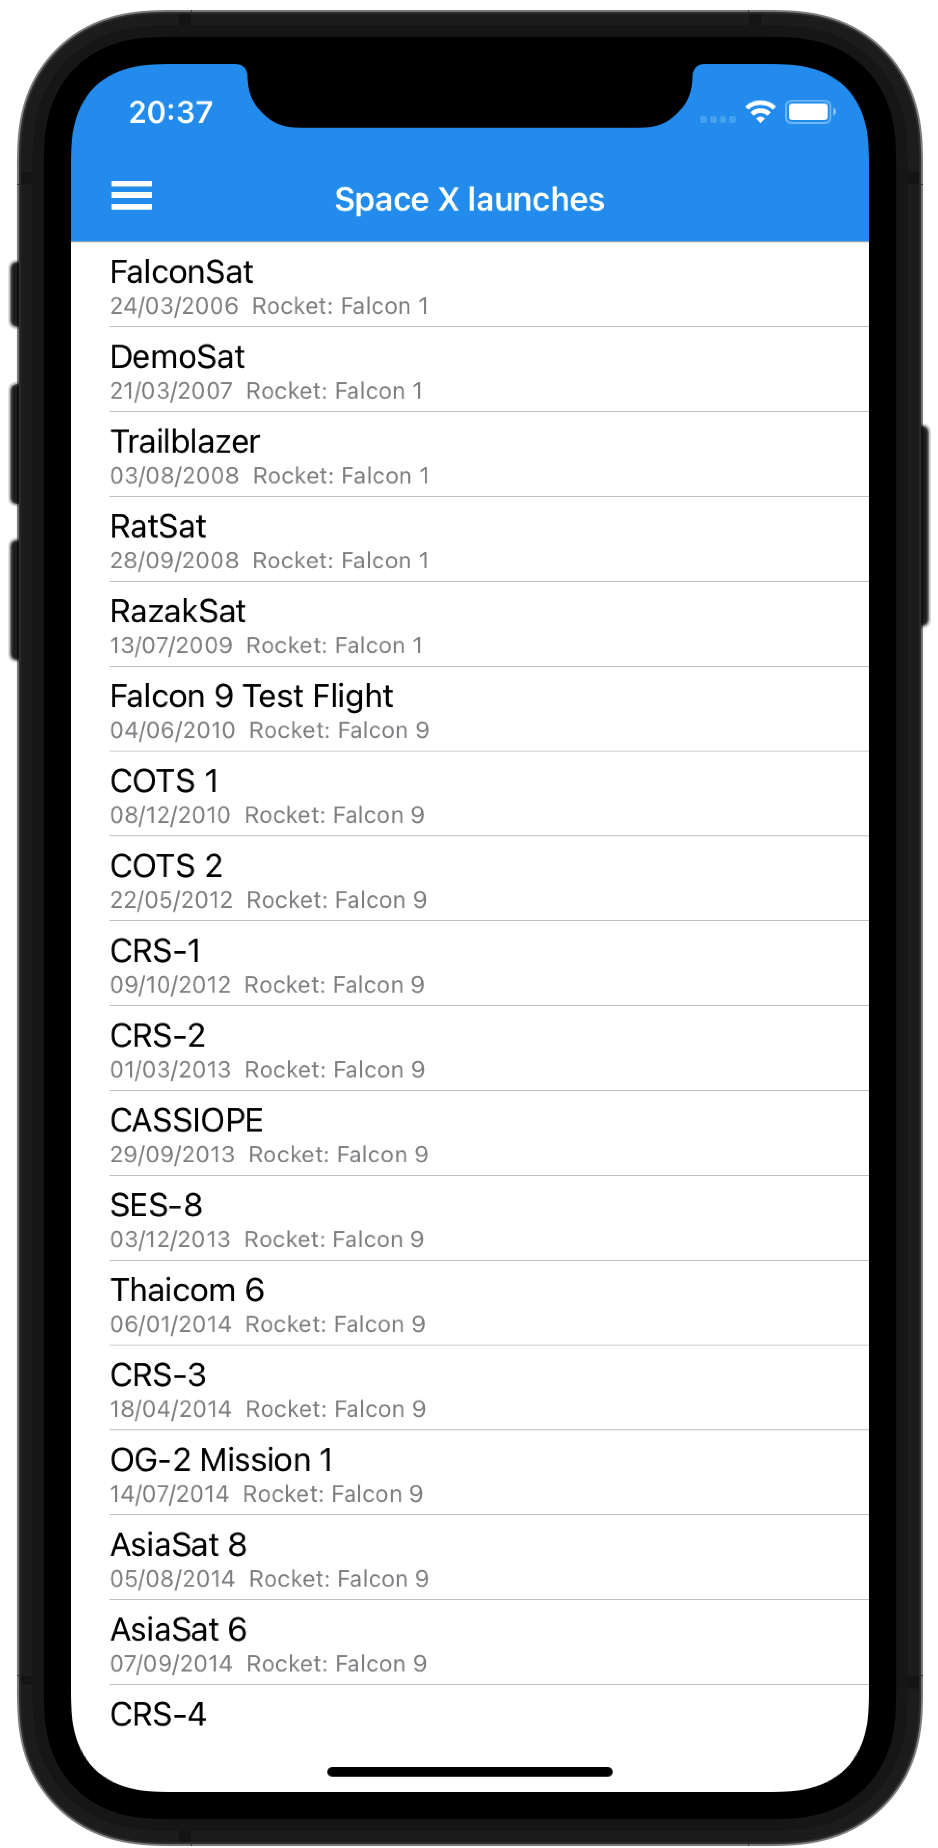 20:37
Space X launches
FalconSat
24/03/2006 Rocket: Falcon 1
DemoSat
21/03/2007 Rocket: Falcon 1
Trailblazer
03/08/2008 Rocket: Falcon 1
RatSat
28/09/2008 Rocket: Falcon 1
RazakSat
13/07/2009 Rocket: Falcon 1
Falcon 9 Test Flight
04/06/2010 Rocket: Falcon 9
COTS 1
08/12/2010 Rocket: Falcon 9
COTS 2
22/05/2012 Rocket: Falcon 9
CRS-1
09/10/2012 Rocket: Falcon 9
CRS-2
01/03/2013 Rocket: Falcon 9
CASSIOPE
29/09/2013 Rocket: Falcon 9
SES-8
03/12/2013 Rocket: Falcon 9
Thaicom 6
06/01/2014 Rocket: Falcon 9
CRS-3
18/04/2014 Rocket: Falcon 9
OG-2 Mission 1
14/07/2014 Rocket: Falcon 9
AsiaSat 8
05/08/2014 Rocket: Falcon 9
AsiaSat 6
07/09/2014 Rocket: Falcon 9
CRS-4